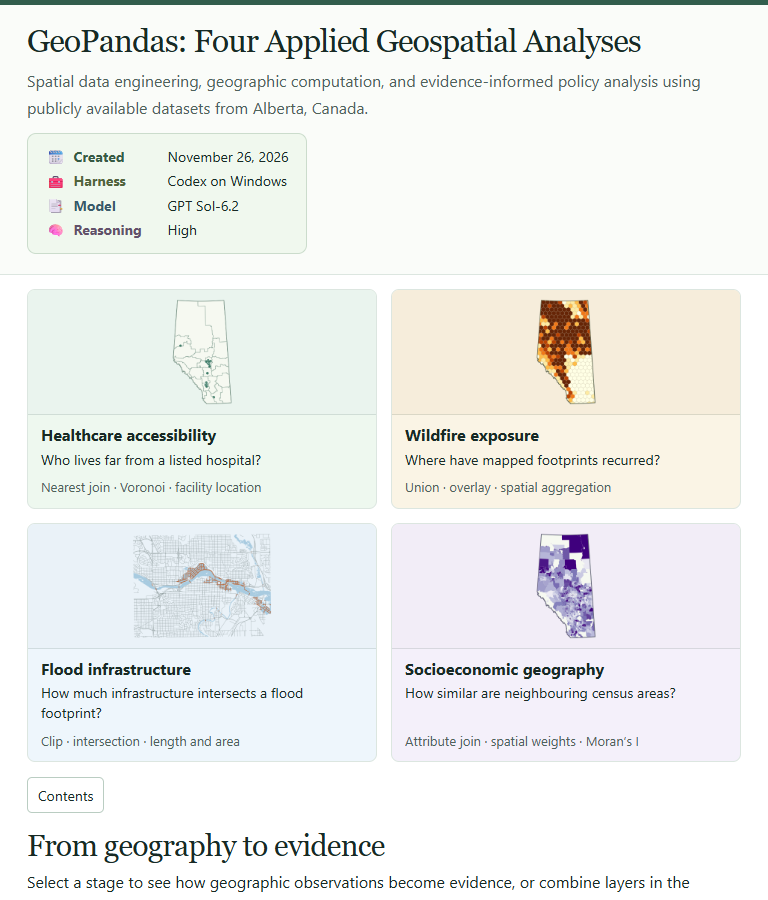 GeoPandas: Four Applied Geospatial Analyses
Spatial data engineering, geographic computation, and evidence-informed policy analysis using
publicly available datasets from Alberta, Canada.
Created November 26, 2026
Harness Codex on Windows
Model GPT Sol-6.2
Reasoning High
Healthcare accessibility
Who lives far from a listed hospital?
Nearest join · Voronoi · facility location
Wildfire exposure
Where have mapped footprints recurred?
Union · overlay · spatial aggregation
Flood infrastructure
How much infrastructure intersects a flood
footprint?
Clip · intersection · length and area
Socioeconomic geography
How similar are neighbouring census areas?
Attribute join · spatial weights · Moran’s I
Contents
From geography to evidence
Select a stage to see how geographic observations become evidence, or combine layers in the